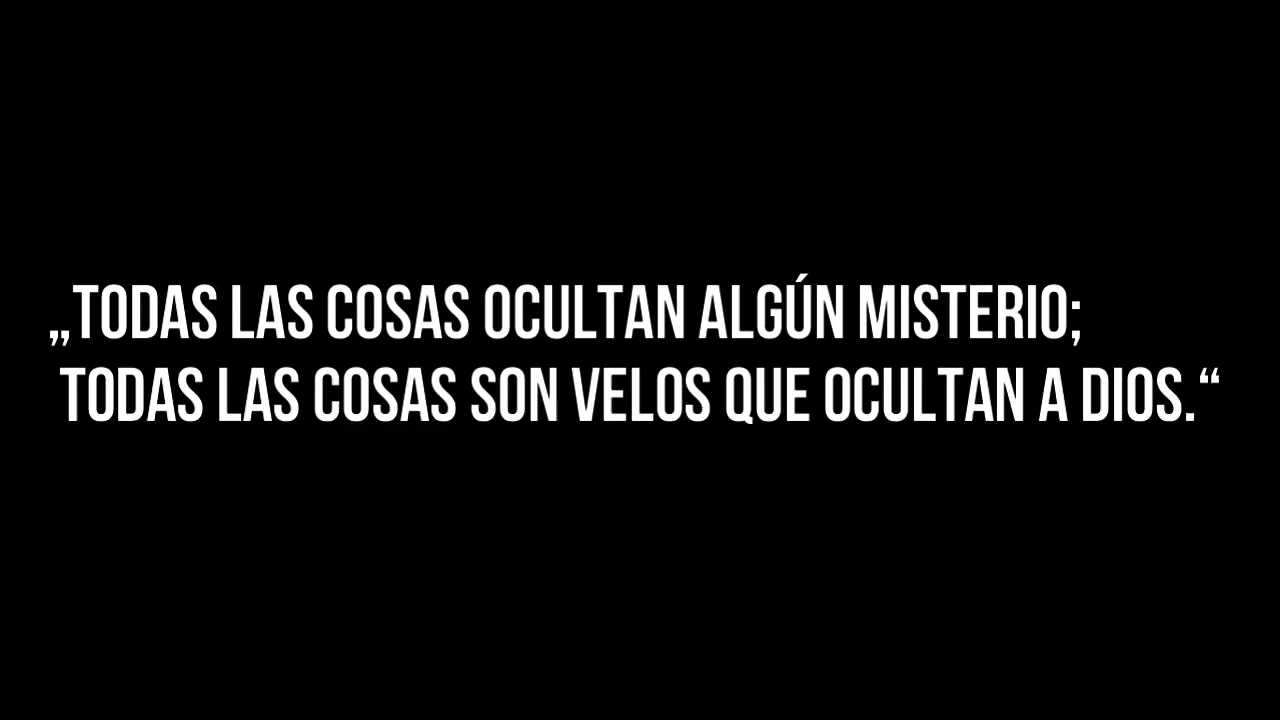 „TODAS LAS COSAS OCULTAN ALGÚN MISTERIO;
TODAS LAS COSAS SON VELOS QUE OCULTAN A DIOS.“